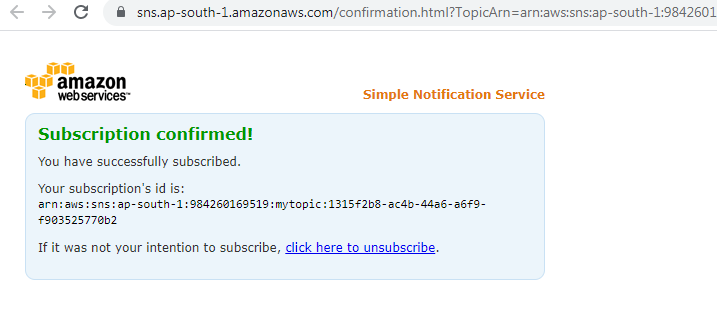 sns.ap-south-1.amazonaws.com/confirmation.html?TopicArn=arn:aws:sns:ap-south-1:9842601
amazon
webservices™
Simple Notification Service
Subscription confirmed!
You have successfully subscribed.
Your subscription's id is:
arn:aws:sns:ap-south-1:984260169519:mytopic:1315f2b8-ac4b-44a6-a6f9-
f903525770b2
If it was not your intention to subscribe, click here to unsubscribe.